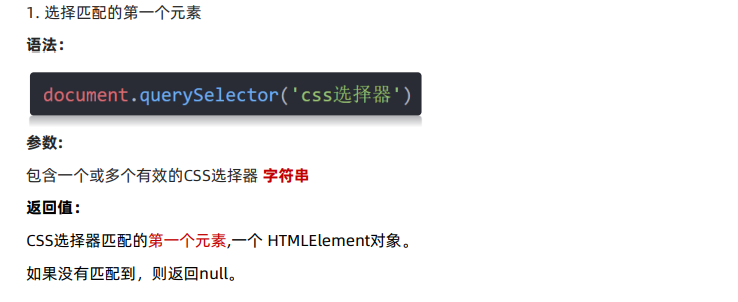 1. 选择匹配的第一个元素
语法：
document.querySelector('css选择器')
参数:
包含一个或多个有效的CSS选择器 字符串
返回值：
CSS选择器匹配的第一个元素,一个 HTMLElement对象。
如果没有匹配到，则返回null。